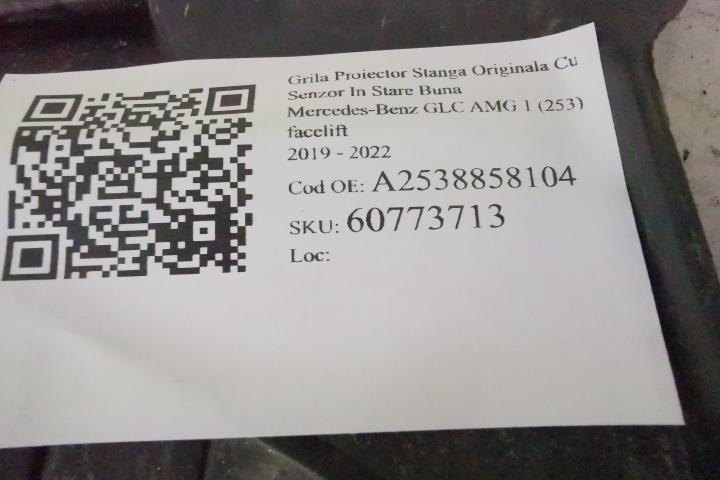 Grila Proiector Stanga Originala Cu
Senzor In Stare Buna
Mercedes-Benz GLC AMG 1 (253)
facelift
2019 - 2022
Cod OE: A2538858104
SKU: 60773713
Loc: